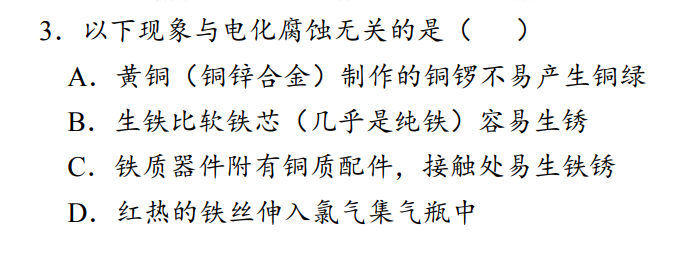 3．以下现象与电化腐蚀无关的是（　　）
A．黄铜（铜锌合金）制作的铜锣不易产生铜绿
B．生铁比软铁芯（几乎是纯铁）容易生锈
C．铁质器件附有铜质配件，接触处易生铁锈
D．红热的铁丝伸入氯气集气瓶中